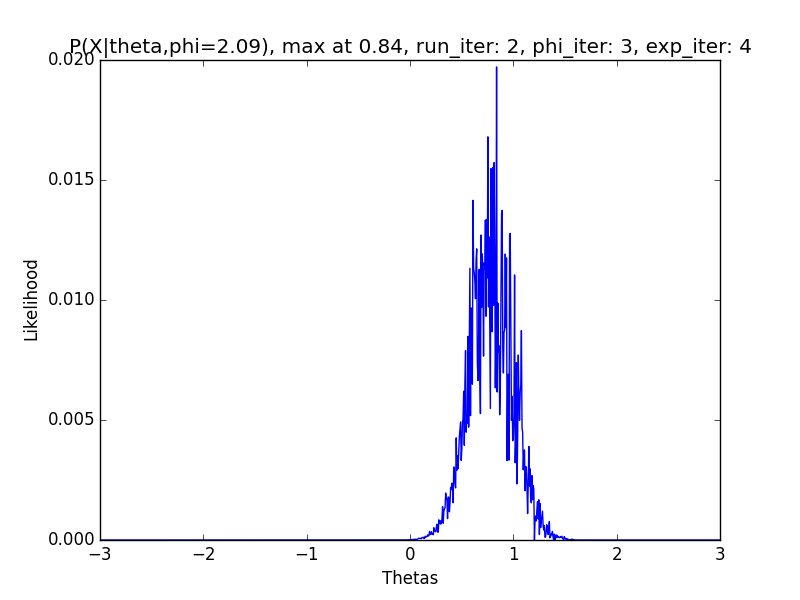 P(X|theta,phi=2.09), max at 0.84, run_iter: 2, phi_iter: 3, exp_iter: 4
0.020
0.015
0.010
0.005
0.000
Likelihood
−3 −2 −1 0 1 2 3
Thetas